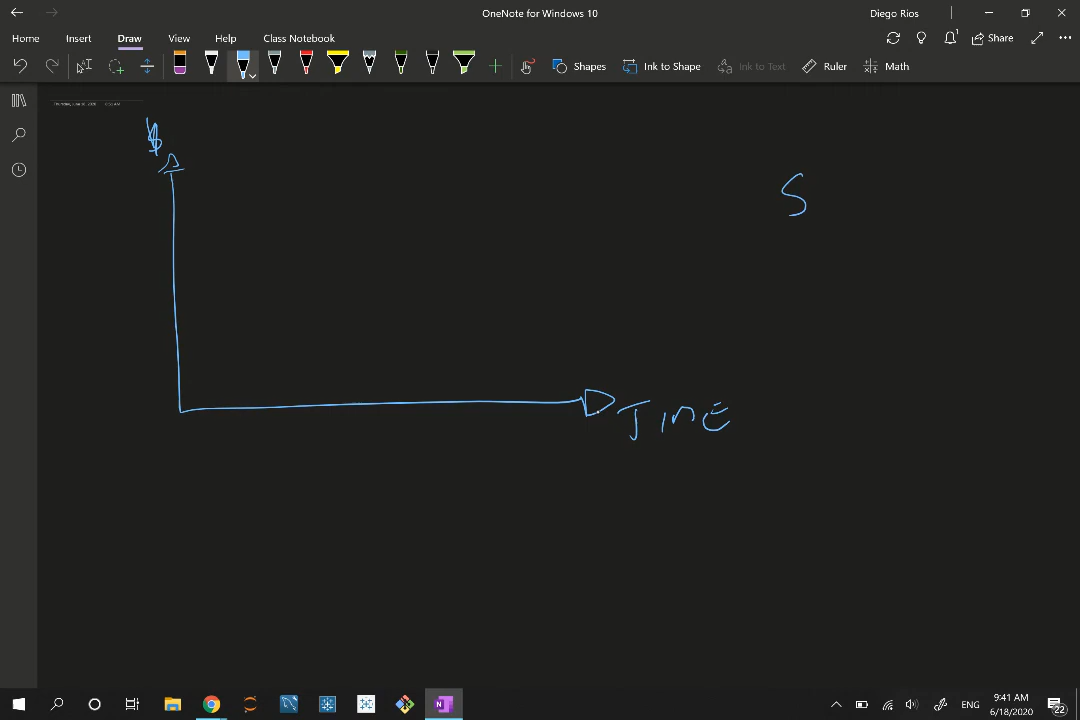 OneNote for Windows 10
Diego Rios
Home Insert Draw View Help Class Notebook
Share
Shapes Ink to Shape Ink to Text Ruler Math
$
S
TIME
ENG
9:41 AM
6/18/2020
22